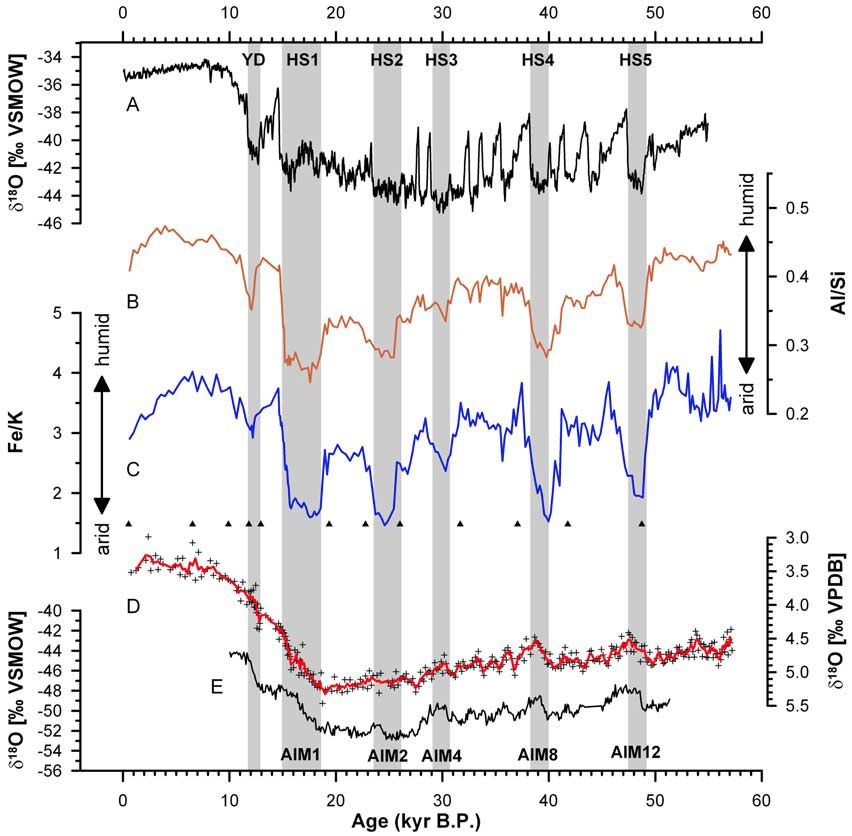 0 10 20 30 40 50 60
YD HS1 HS2 HS3 HS4 HS5
δ18O [‰ VSMOW]
-34
-36
-38
-40
-42
-44
-46
A
humid
arid
Al/Si
0.5
0.4
0.3
0.2
B
Fe/K
humid
arid
5
4
3
2
1
C
D
3.0
3.5
4.0
4.5
5.0
5.5
δ18O [‰ VPDB]
δ18O [‰ VSMOW]
-40
-42
-44
-46
-48
-50
-52
-54
-56
E
AIM1 AIM2 AIM4 AIM8 AIM12
0 10 20 30 40 50 60
Age (kyr B.P.)